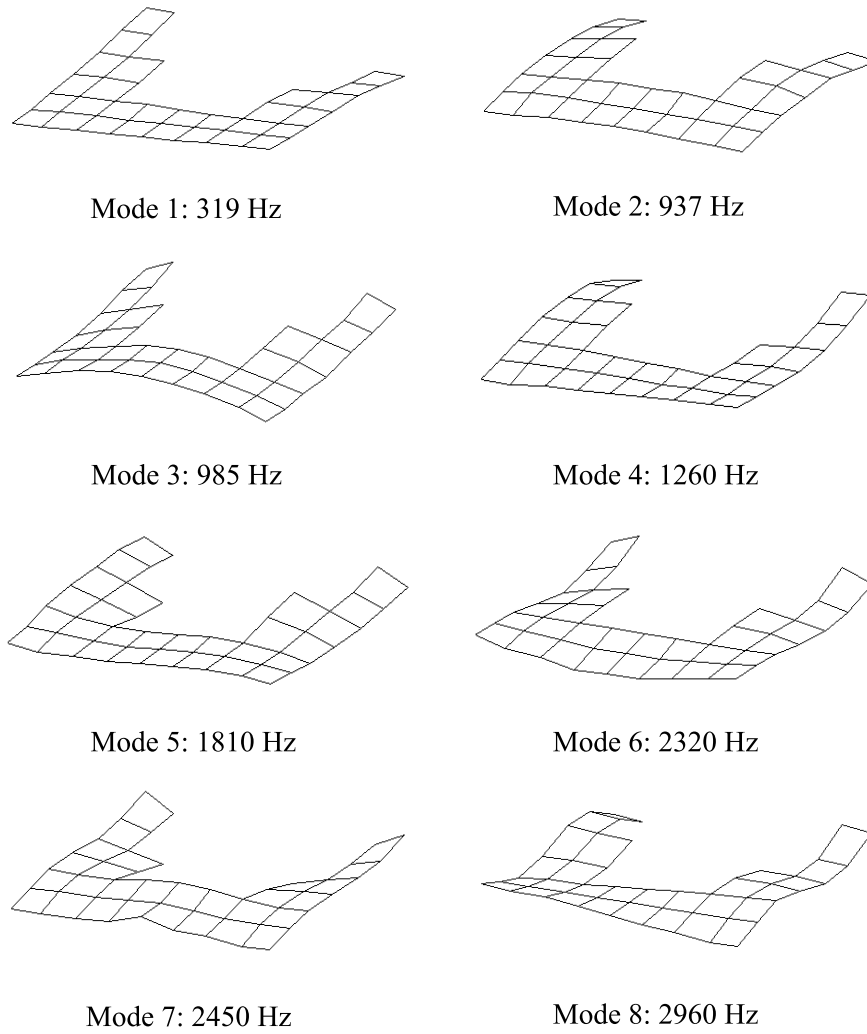 Mode 1: 319 Hz
Mode 2: 937 Hz
Mode 3: 985 Hz
Mode 4: 1260 Hz
Mode 5: 1810 Hz
Mode 6: 2320 Hz
Mode 7: 2450 Hz
Mode 8: 2960 Hz